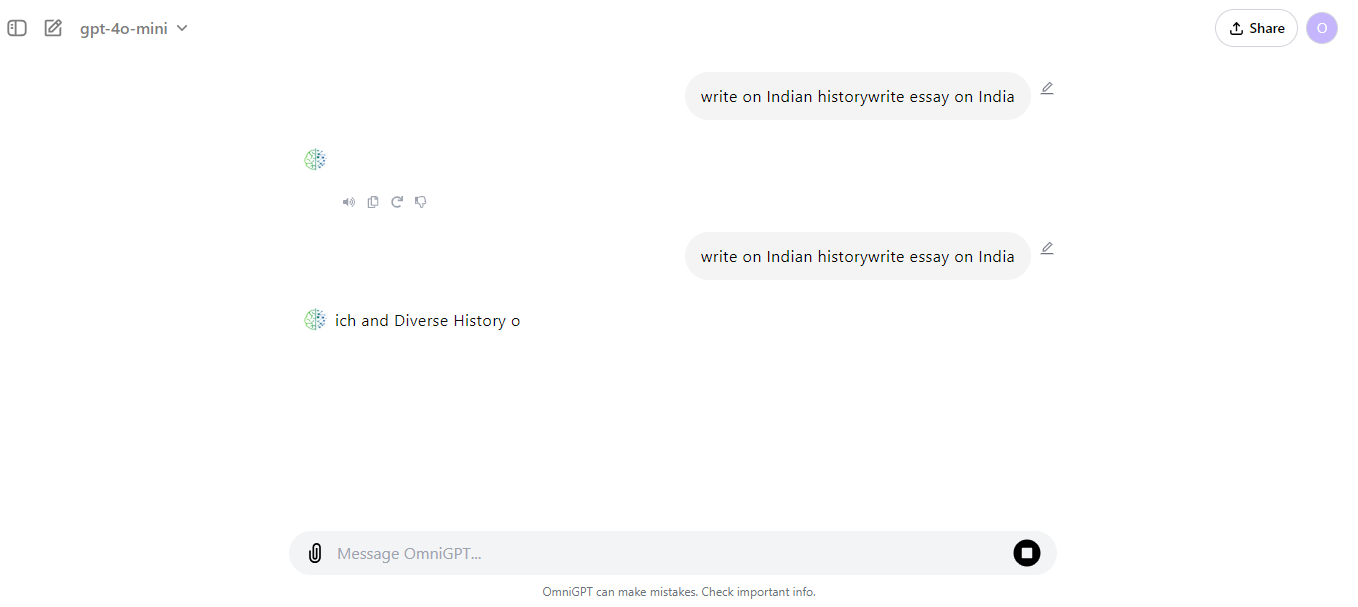 gpt-4o-mini
Share
O
write on Indian historywrite essay on India
write on Indian historywrite essay on India
ich and Diverse History o
Message OmniGPT...
OmniGPT can make mistakes. Check important info.